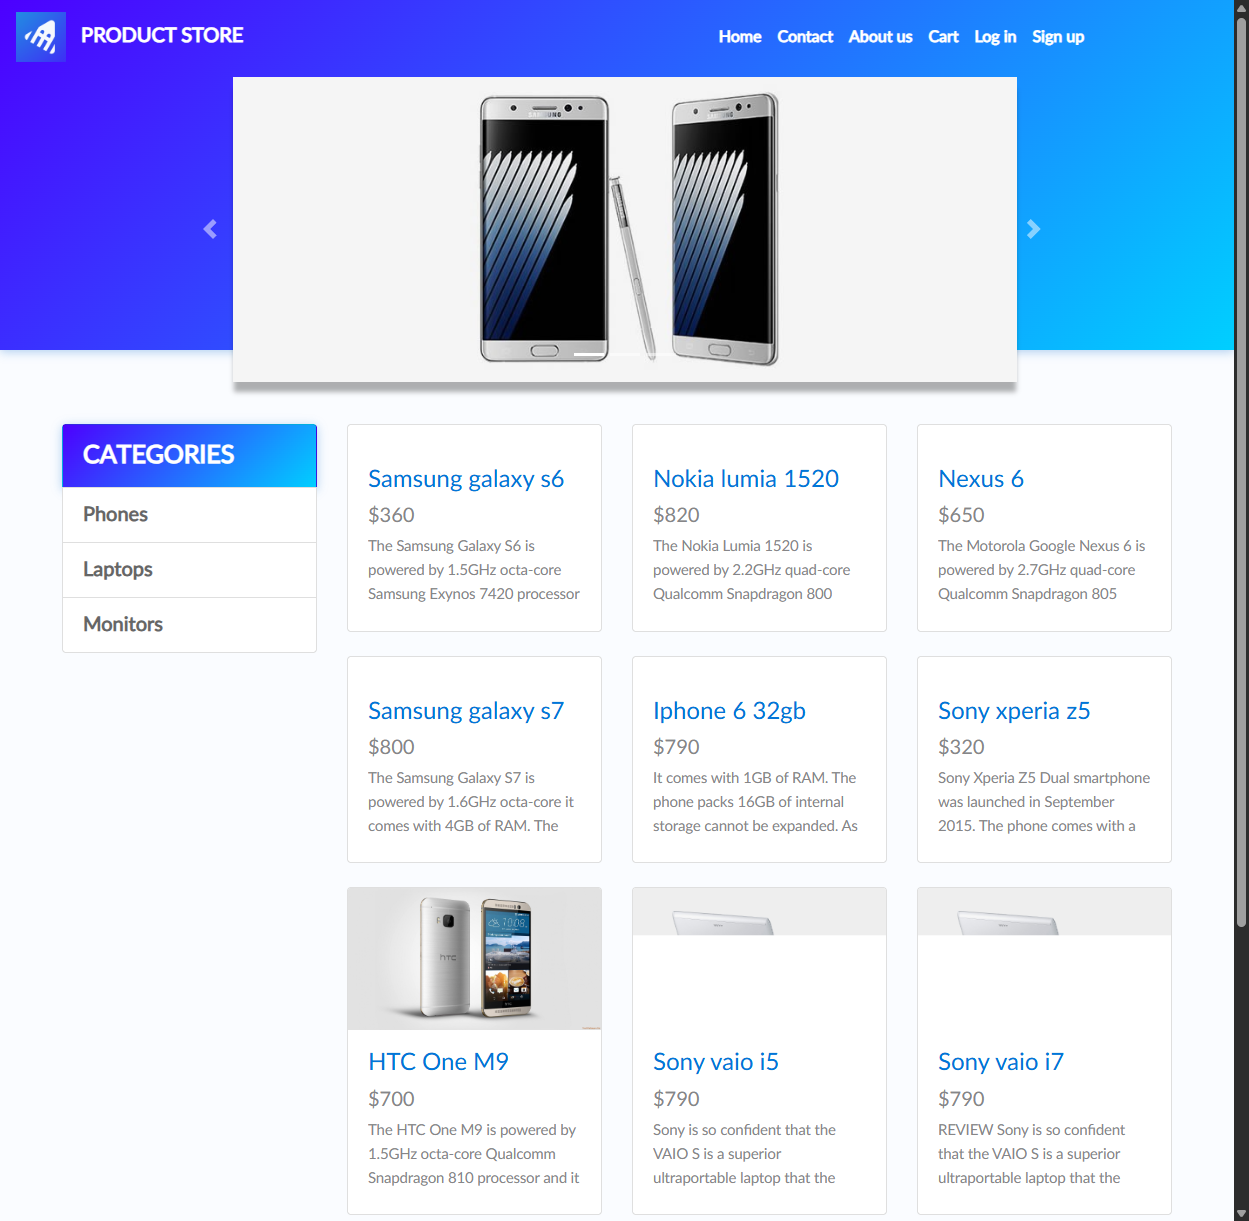 PRODUCT STORE
Home Contact About us Cart Log in Sign up
SAMSUNG SAMSUNG
CATEGORIES
Phones
Laptops
Monitors
Samsung galaxy s6
$360
The Samsung Galaxy S6 is
powered by 1.5GHz octa-core
Samsung Exynos 7420 processor
Nokia lumia 1520
$820
The Nokia Lumia 1520 is
powered by 2.2GHz quad-core
Qualcomm Snapdragon 800
Nexus 6
$650
The Motorola Google Nexus 6 is
powered by 2.7GHz quad-core
Qualcomm Snapdragon 805
Samsung galaxy s7
$800
The Samsung Galaxy S7 is
powered by 1.6GHz octa-core it
comes with 4GB of RAM. The
Iphone 6 32gb
$790
It comes with 1GB of RAM. The
phone packs 16GB of internal
storage cannot be expanded. As
Sony xperia z5
$320
Sony Xperia Z5 Dual smartphone
was launched in September
2015. The phone comes with a
hTC
10:08
HTC One M9
$700
The HTC One M9 is powered by
1.5GHz octa-core Qualcomm
Snapdragon 810 processor and it
Sony vaio i5
$790
Sony is so confident that the
VAIO S is a superior
ultraportable laptop that the
Sony vaio i7
$790
REVIEW Sony is so confident
that the VAIO S is a superior
ultraportable laptop that the